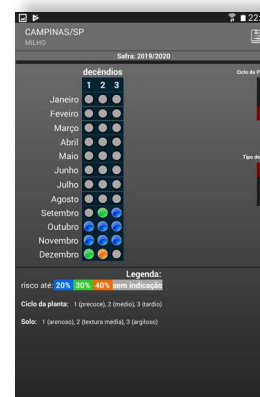 22:
CAMPINAS/SP
MILHO
Safra: 2019/2020
decêndios
Ciclo da P
1 2 3
Janeiro
Feveiro
Março
Abril
Maio
Tipo de
Junho
Julho
Agosto
Setembro
Outubro
Novembro
Dezembro
Legenda:
risco até: 20% 30% 40% sem indicação
Ciclo da planta: 1 (precoce), 2 (médio), 3 (tardio)
Solo: 1 (arenoso), 2 (textura média), 3 (argiloso)